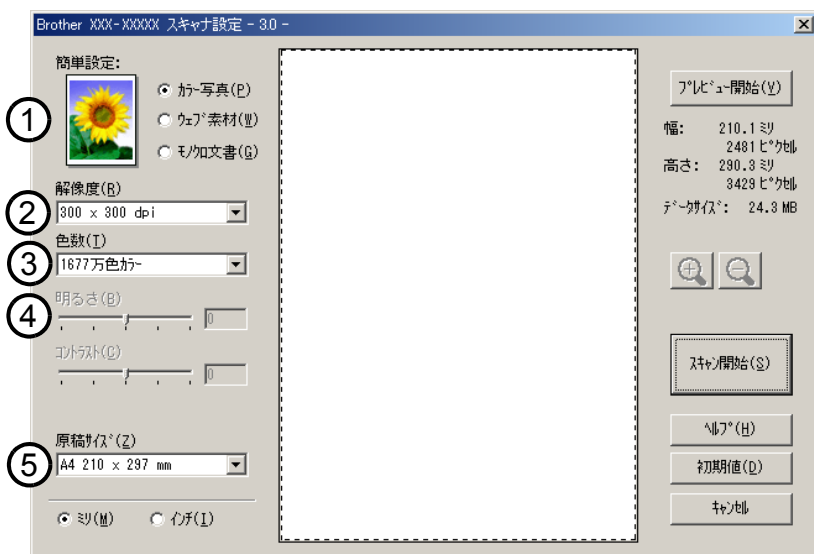 Brother XXX-XXXXX スキャナ設定 - 3.0 -
簡単設定:
① カラー写真(P)
ウェブ素材(W)
モノクロ文書(G)
解像度(R)
② 300 x 300 dpi
色数(T)
③ 1677万色カラー
明るさ(B)
④ 0
コントラスト(C)
0
原稿サイズ(Z)
⑤ A4 210 x 297 mm
ミリ(M) インチ(I)
プレビュー開始(V)
幅: 210.1 ミリ
2481 ピクセル
高さ: 290.3 ミリ
3429 ピクセル
データサイズ: 24.3 MB
スキャン開始(S)
ヘルプ(H)
初期値(D)
キャンセル